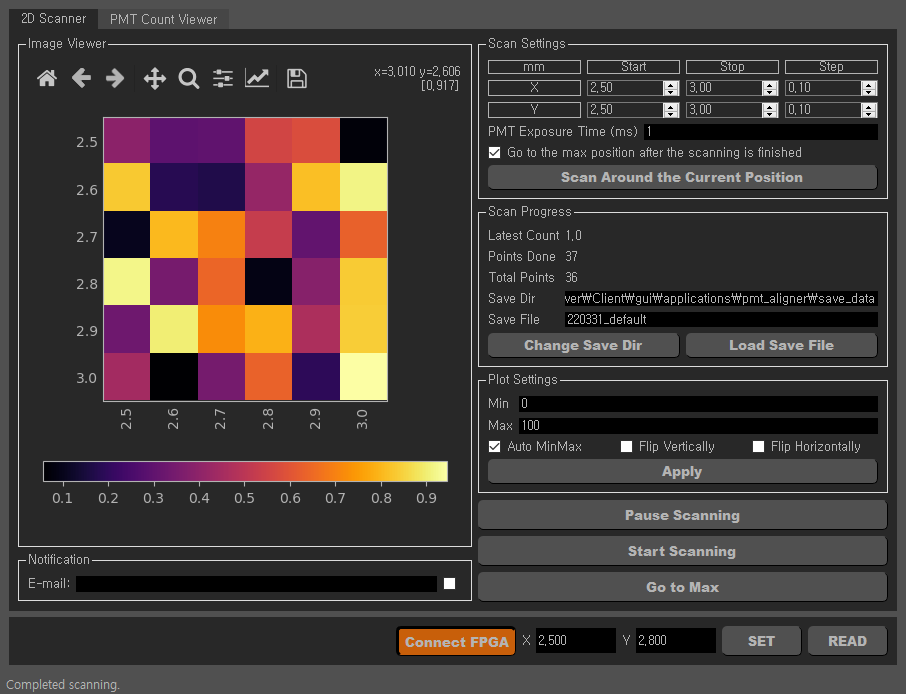 2D Scanner
PMT Count Viewer
Image Viewer
x=3,010 y=2,606
[0,917]
2.5
2.6
2.7
2.8
2.9
3.0
2.5 2.6 2.7 2.8 2.9 3.0
0.1 0.2 0.3 0.4 0.5 0.6 0.7 0.8 0.9
Notification
E-mail:
Scan Settings
mm Start Stop Step
X 2,50 3,00 0,10
Y 2,50 3,00 0,10
PMT Exposure Time (ms) 1
Go to the max position after the scanning is finished
Scan Around the Current Position
Scan Progress
Latest Count 1,0
Points Done 37
Total Points 36
Save Dir ver₩Client₩gui₩applications₩pmt_aligner₩save_data
Save File 220331_default
Change Save Dir Load Save File
Plot Settings
Min 0
Max 100
Auto MinMax Flip Vertically Flip Horizontally
Apply
Pause Scanning
Start Scanning
Go to Max
Connect FPGA X 2,500 Y 2,800 SET READ
Completed scanning.